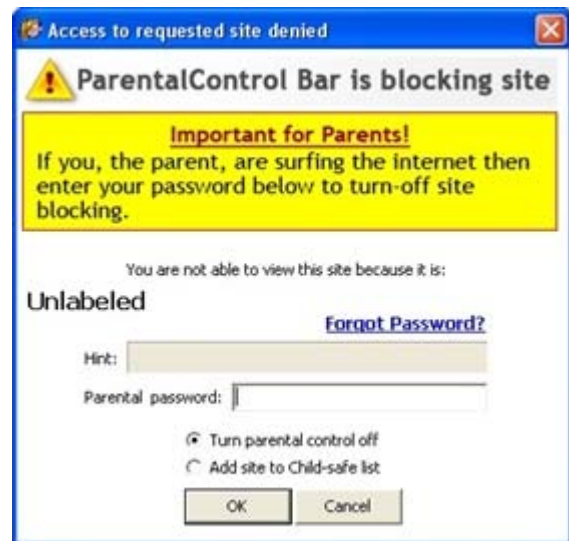 Access to requested site denied
ParentalControl Bar is blocking site
Important for Parents!
If you, the parent, are surfing the internet then
enter your password below to turn-off site
blocking.
You are not able to view this site because it is:
Unlabeled
Forgot Password?
Hint:
Parental password:
Turn parental control off
Add site to Child-safe list
OK Cancel